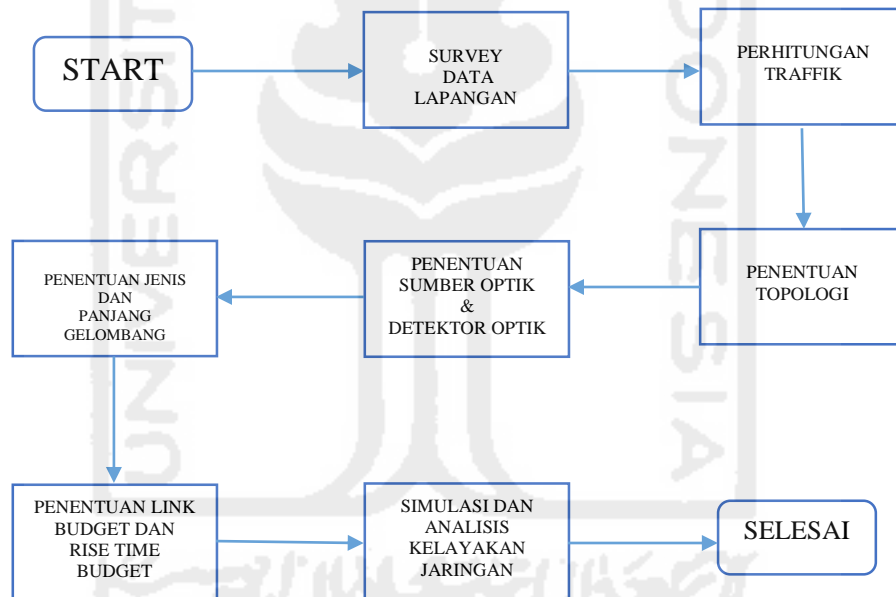 START
SURVEY
DATA
LAPANGAN
PERHITUNGAN
TRAFFIK
PENENTUAN
TOPOLOGI
PENENTUAN
SUMBER OPTIK
&
DETEKTOR OPTIK
PENENTUAN JENIS
DAN
PANJANG
GELOMBANG
PENENTUAN LINK
BUDGET DAN
RISE TIME
BUDGET
SIMULASI DAN
ANALISIS
KELAYAKAN
JARINGAN
SELESAI